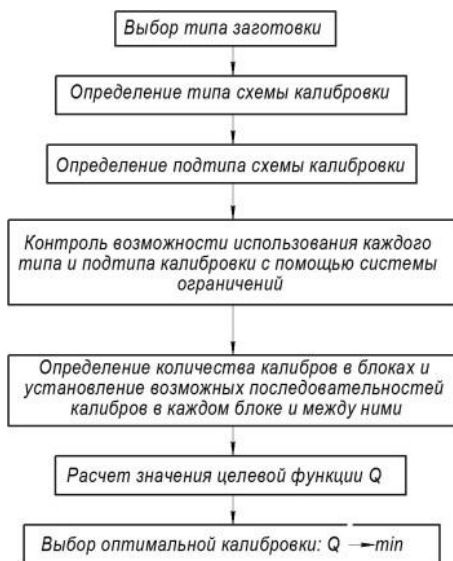 Выбор типа заготовки
Определение типа схемы калибровки
Определение подтипа схемы калибровки
Контроль возможности использования каждого
типа и подтипа калибровки с помощью системы
ограничений
Определение количества калибров в блоках и
установление возможных последовательностей
калибров в каждом блоке и между ними
Расчет значения целевой функции Q
Выбор оптимальной калибровки: Q → min